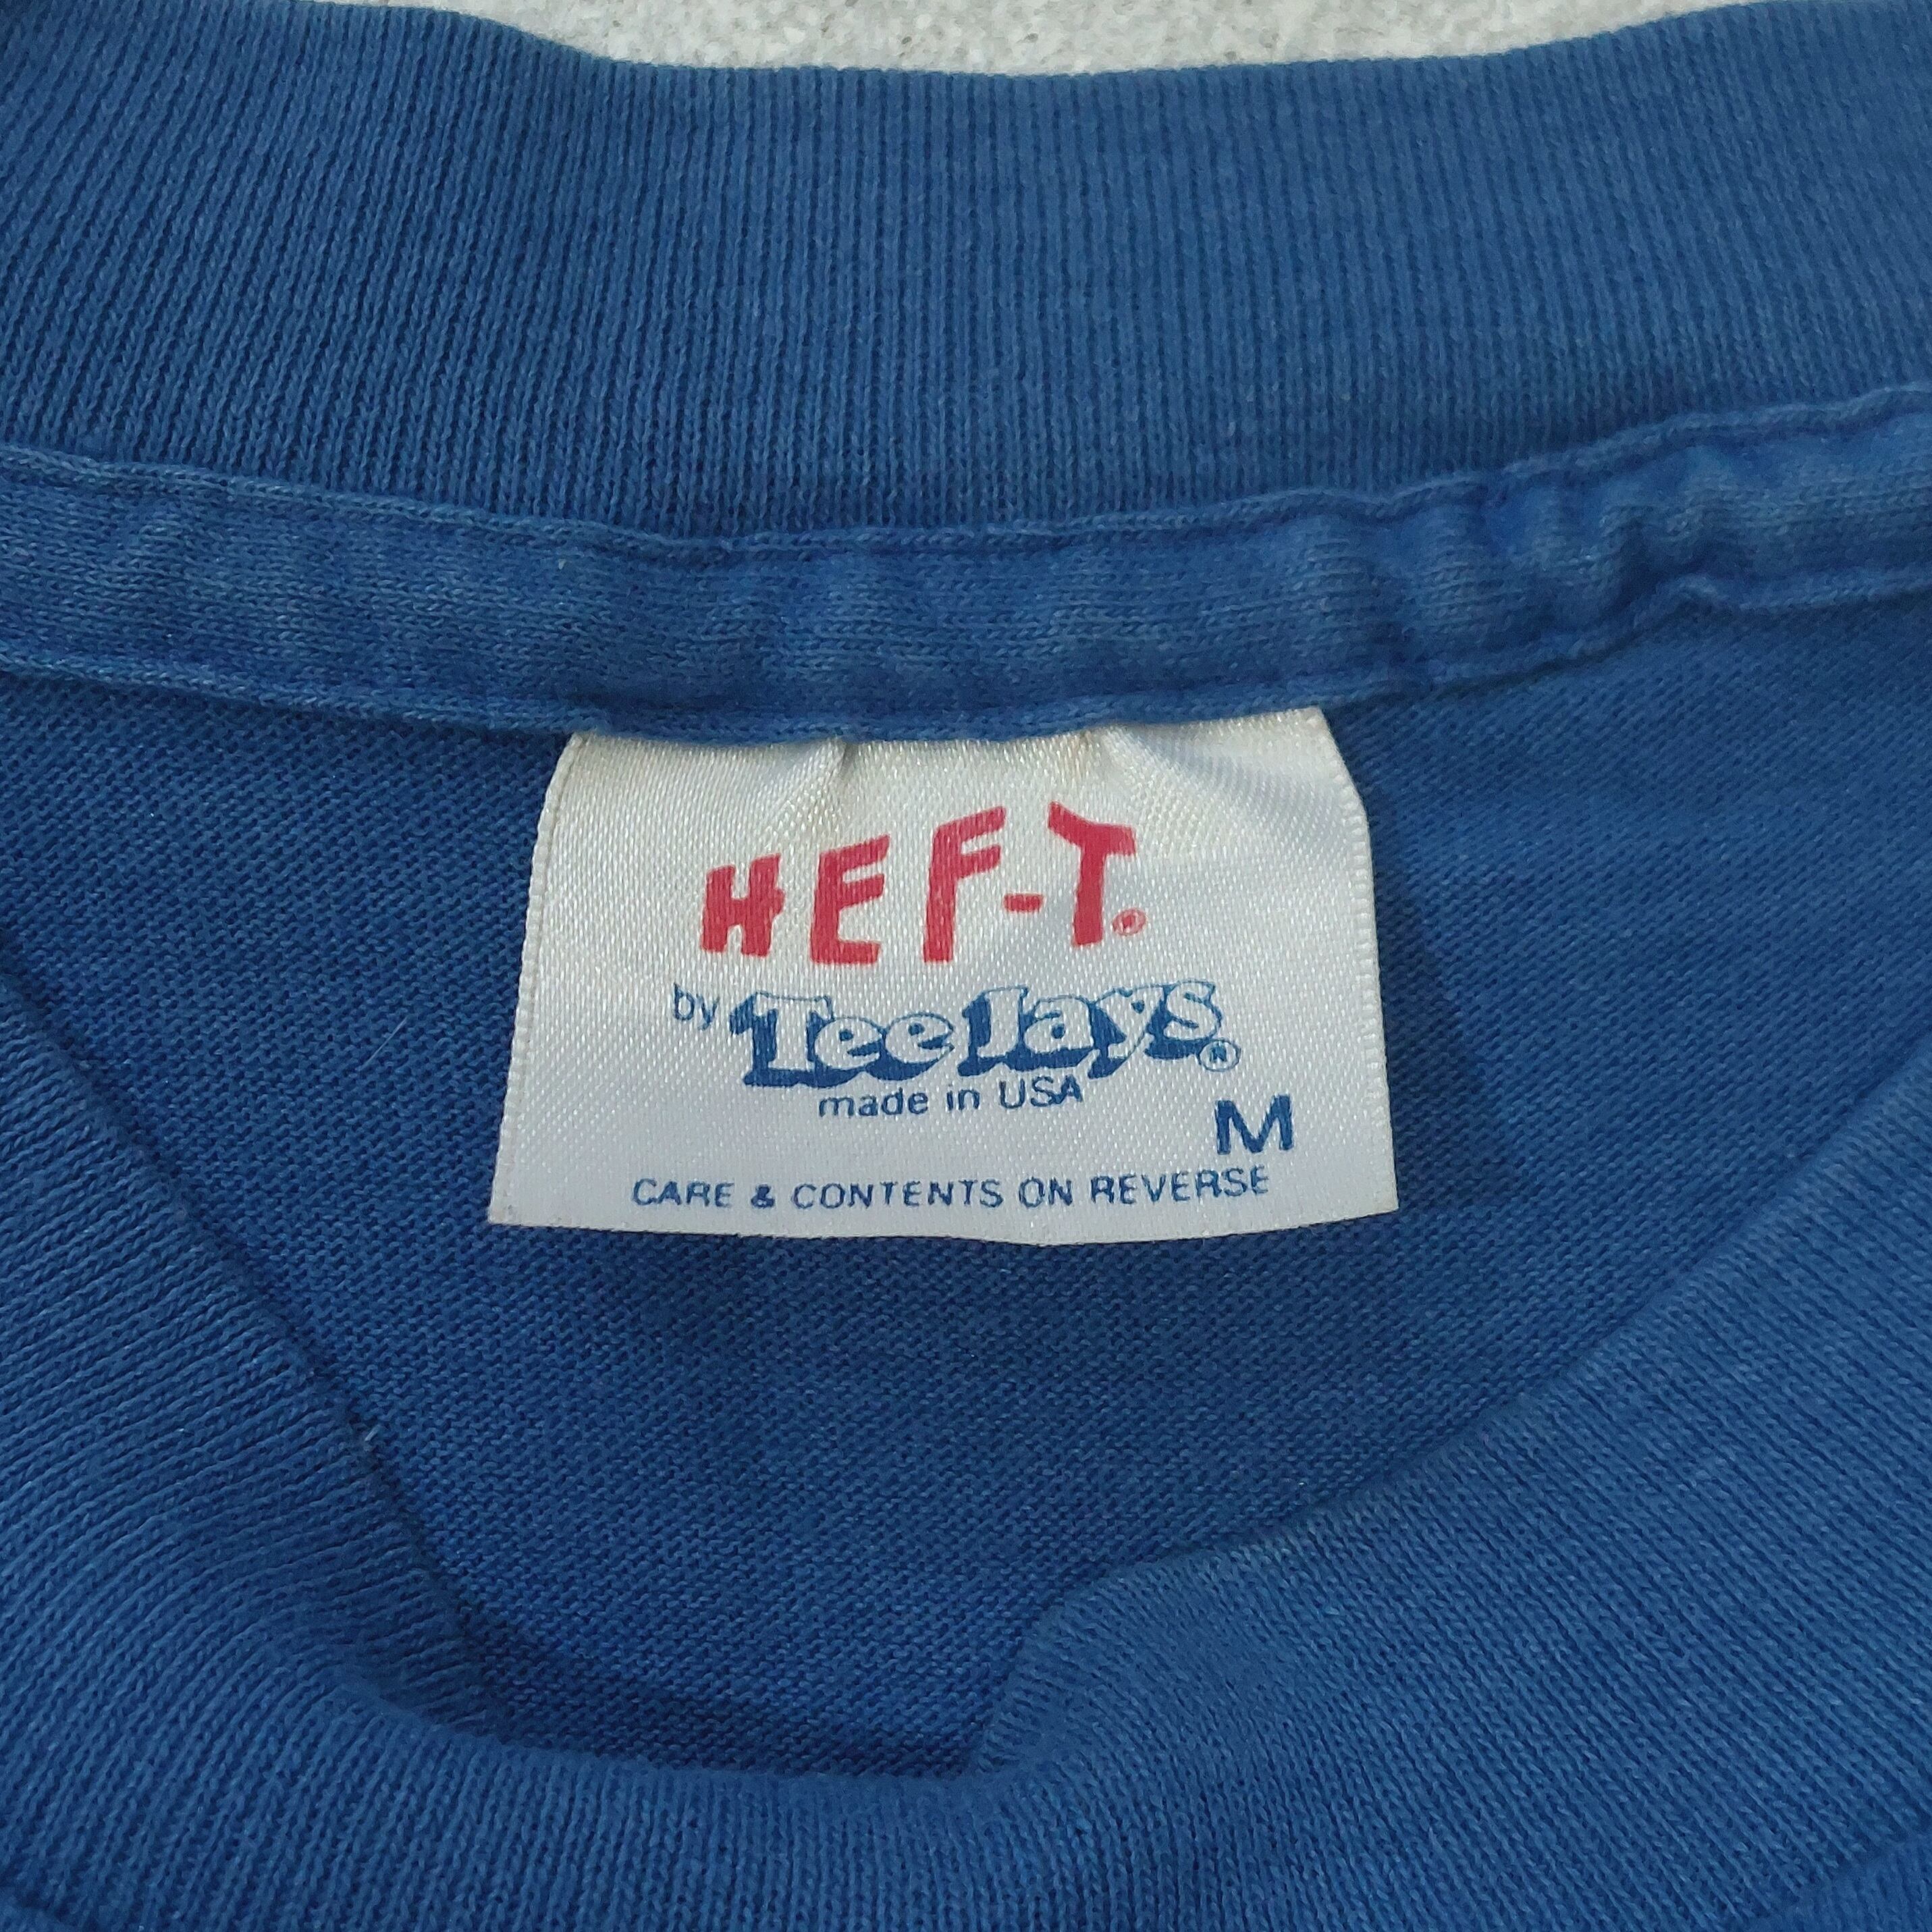 HEF-T®
by Tee Jays®
made in USA
M
CARE & CONTENTS ON REVERSE